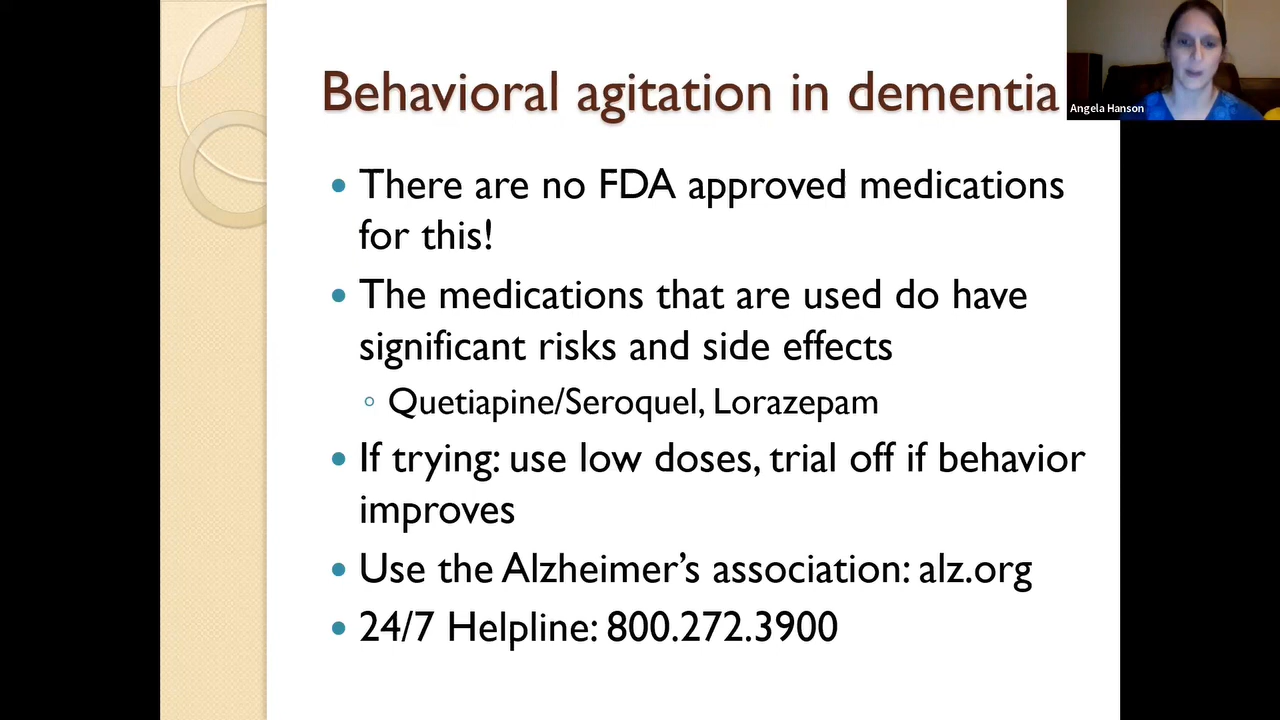 Behavioral agitation in dementia
Angela Hanson
• There are no FDA approved medications
for this!
• The medications that are used do have
significant risks and side effects
◦ Quetiapine/Seroquel, Lorazepam
• If trying: use low doses, trial off if behavior
improves
• Use the Alzheimer’s association: alz.org
• 24/7 Helpline: 800.272.3900